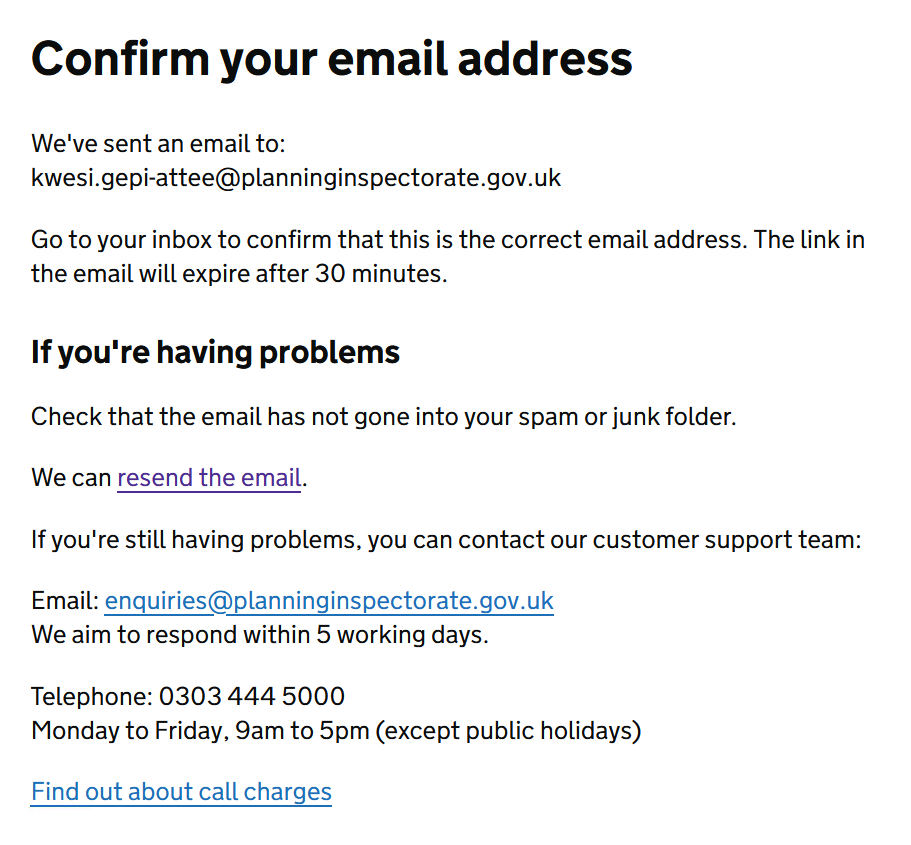 Confirm your email address
We've sent an email to:
kwesi.gepi-attee@planninginspectorate.gov.uk
Go to your inbox to confirm that this is the correct email address. The link in
the email will expire after 30 minutes.
If you're having problems
Check that the email has not gone into your spam or junk folder.
We can resend the email.
If you're still having problems, you can contact our customer support team:
Email: enquiries@planninginspectorate.gov.uk
We aim to respond within 5 working days.
Telephone: 0303 444 5000
Monday to Friday, 9am to 5pm (except public holidays)
Find out about call charges